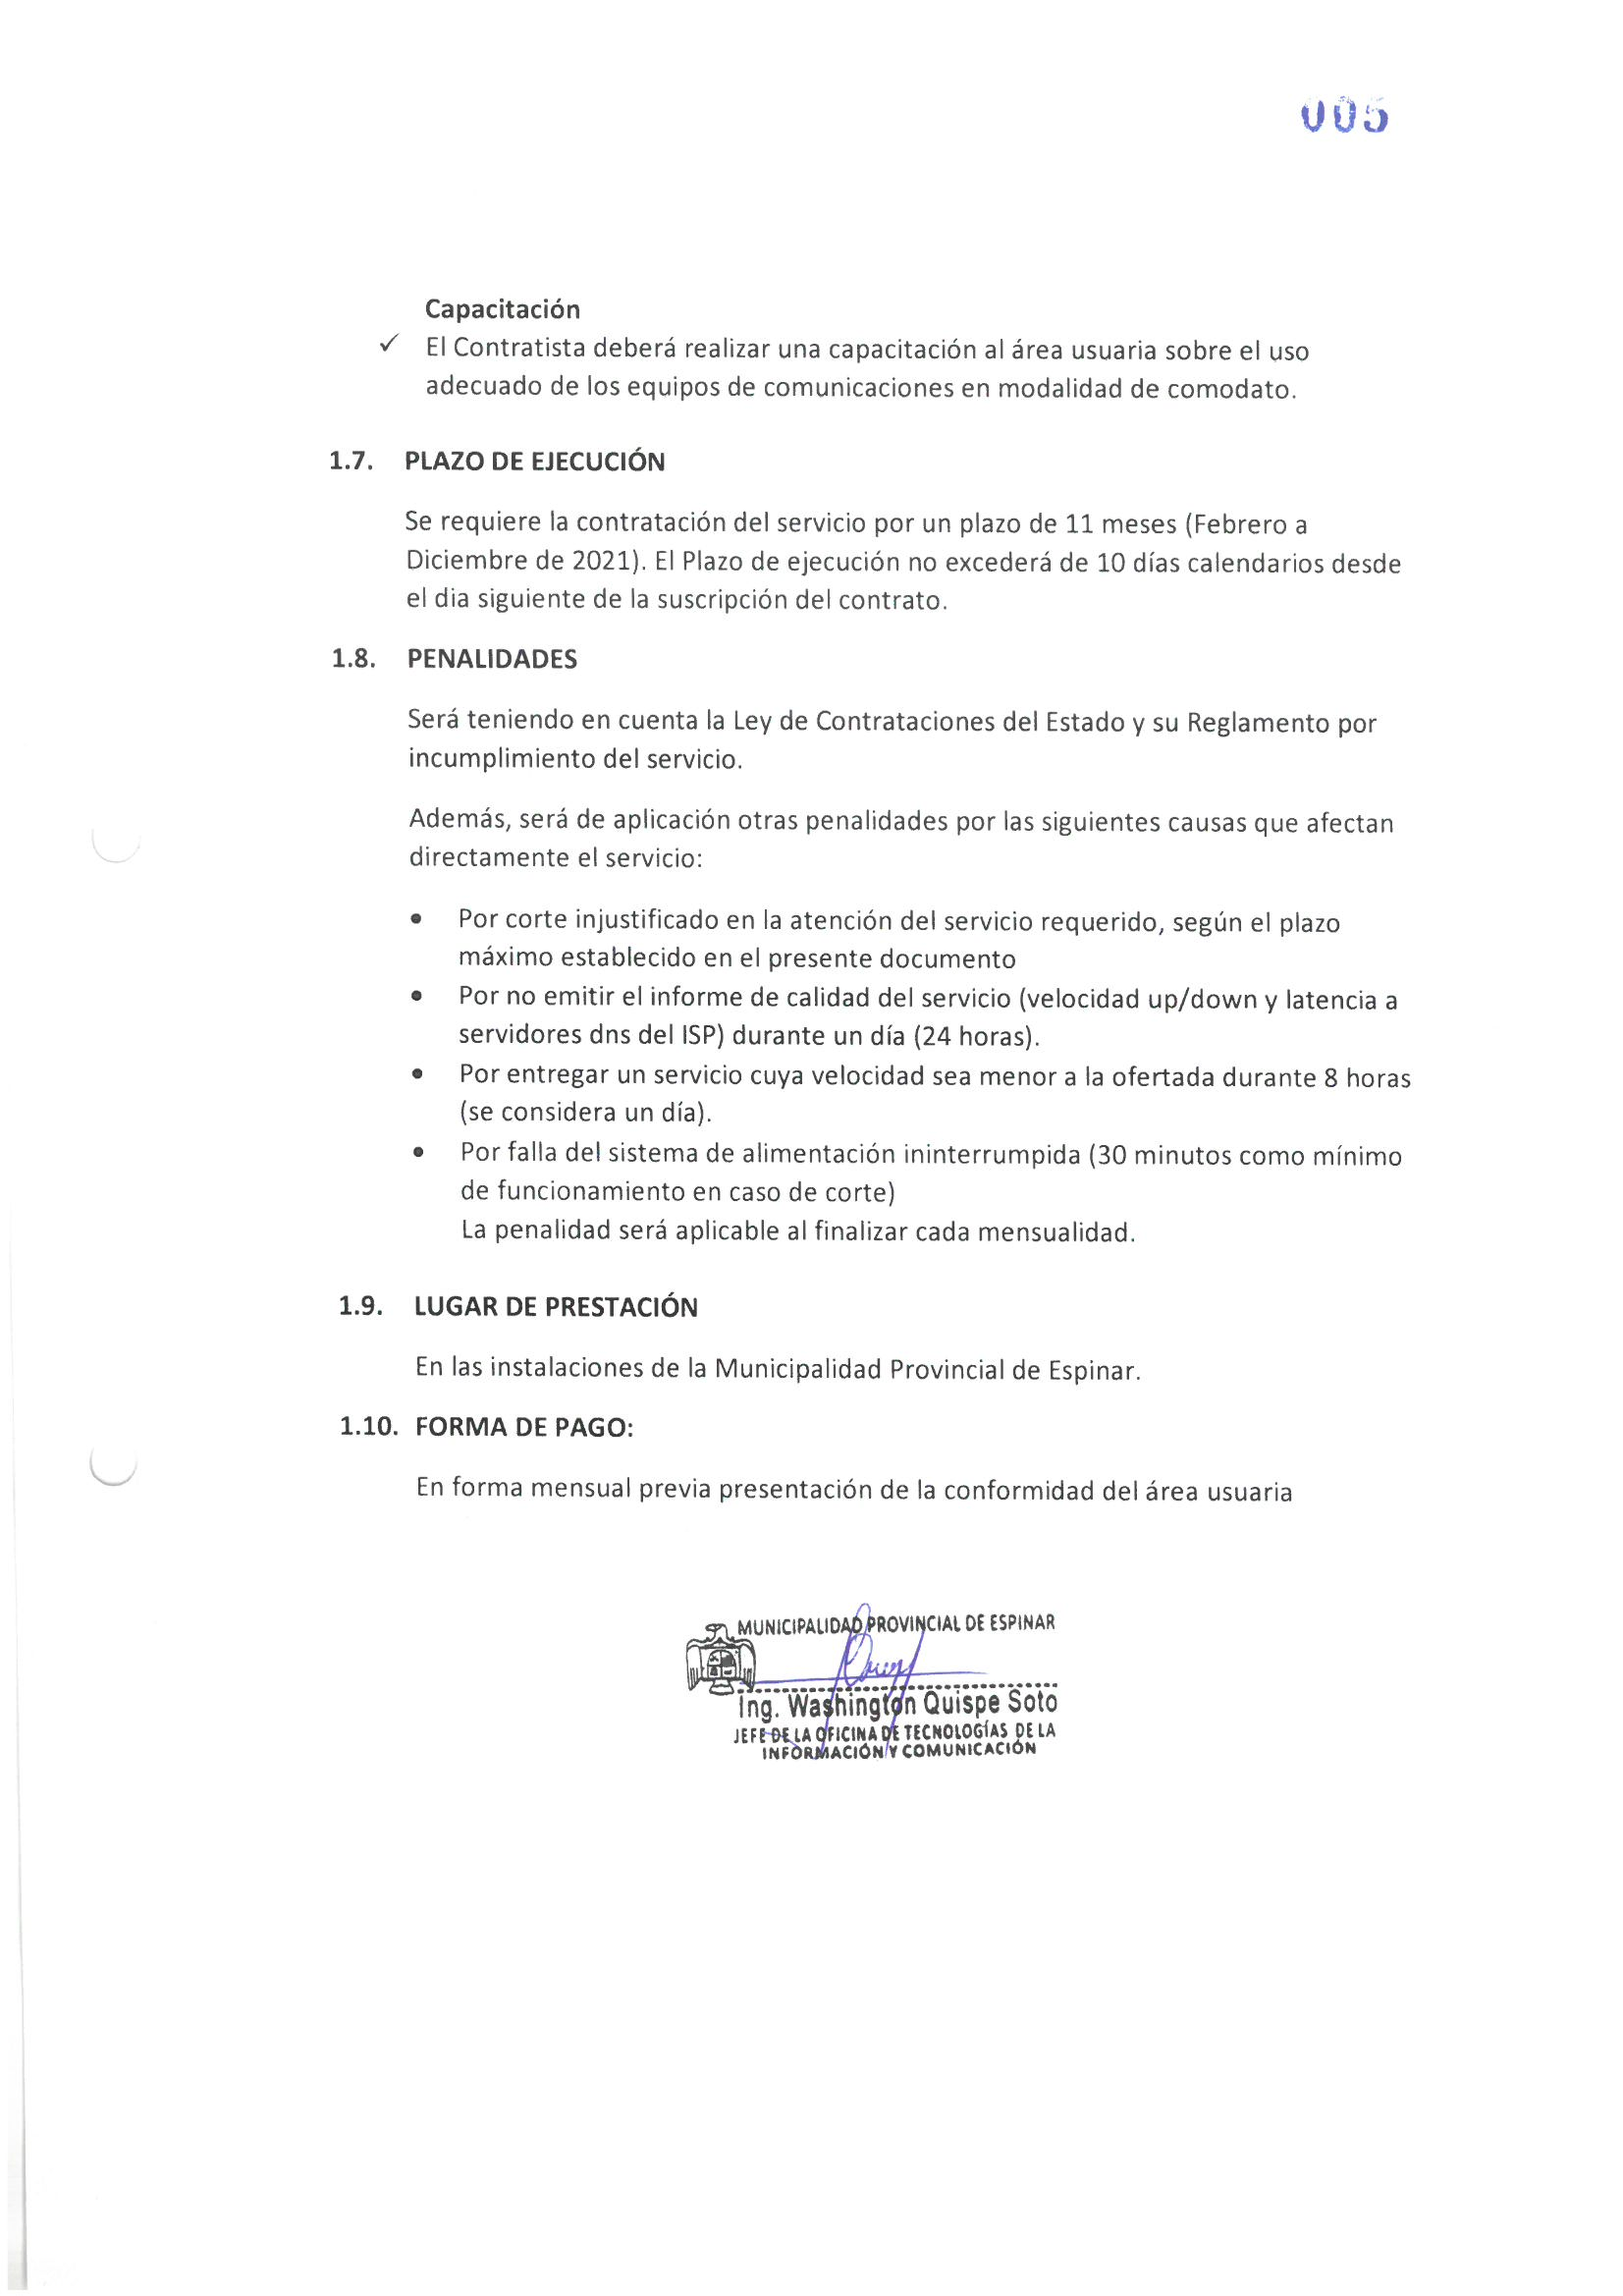 005
Capacitación
✓ El Contratista deberá realizar una capacitación al área usuaria sobre el uso
adecuado de los equipos de comunicaciones en modalidad de comodato.
1.7. PLAZO DE EJECUCIÓN
Se requiere la contratación del servicio por un plazo de 11 meses (Febrero a
Diciembre de 2021). El Plazo de ejecución no excederá de 10 días calendarios desde
el dia siguiente de la suscripción del contrato.
1.8. PENALIDADES
Será teniendo en cuenta la Ley de Contrataciones del Estado y su Reglamento por
incumplimiento del servicio.
Además, será de aplicación otras penalidades por las siguientes causas que afectan
directamente el servicio:
• Por corte injustificado en la atención del servicio requerido, según el plazo
máximo establecido en el presente documento
• Por no emitir el informe de calidad del servicio (velocidad up/down y latencia a
servidores dns del ISP) durante un día (24 horas).
• Por entregar un servicio cuya velocidad sea menor a la ofertada durante 8 horas
(se considera un día).
• Por falla del sistema de alimentación ininterrumpida (30 minutos como mínimo
de funcionamiento en caso de corte)
La penalidad será aplicable al finalizar cada mensualidad.
1.9. LUGAR DE PRESTACIÓN
En las instalaciones de la Municipalidad Provincial de Espinar.
1.10. FORMA DE PAGO:
En forma mensual previa presentación de la conformidad del área usuaria
MUNICIPALIDAD PROVINCIAL DE ESPINAR
Ing. Washington Quispe Soto
JEFE DE LA OFICINA DE TECNOLOGÍAS DE LA
INFORMACIÓN Y COMUNICACIÓN